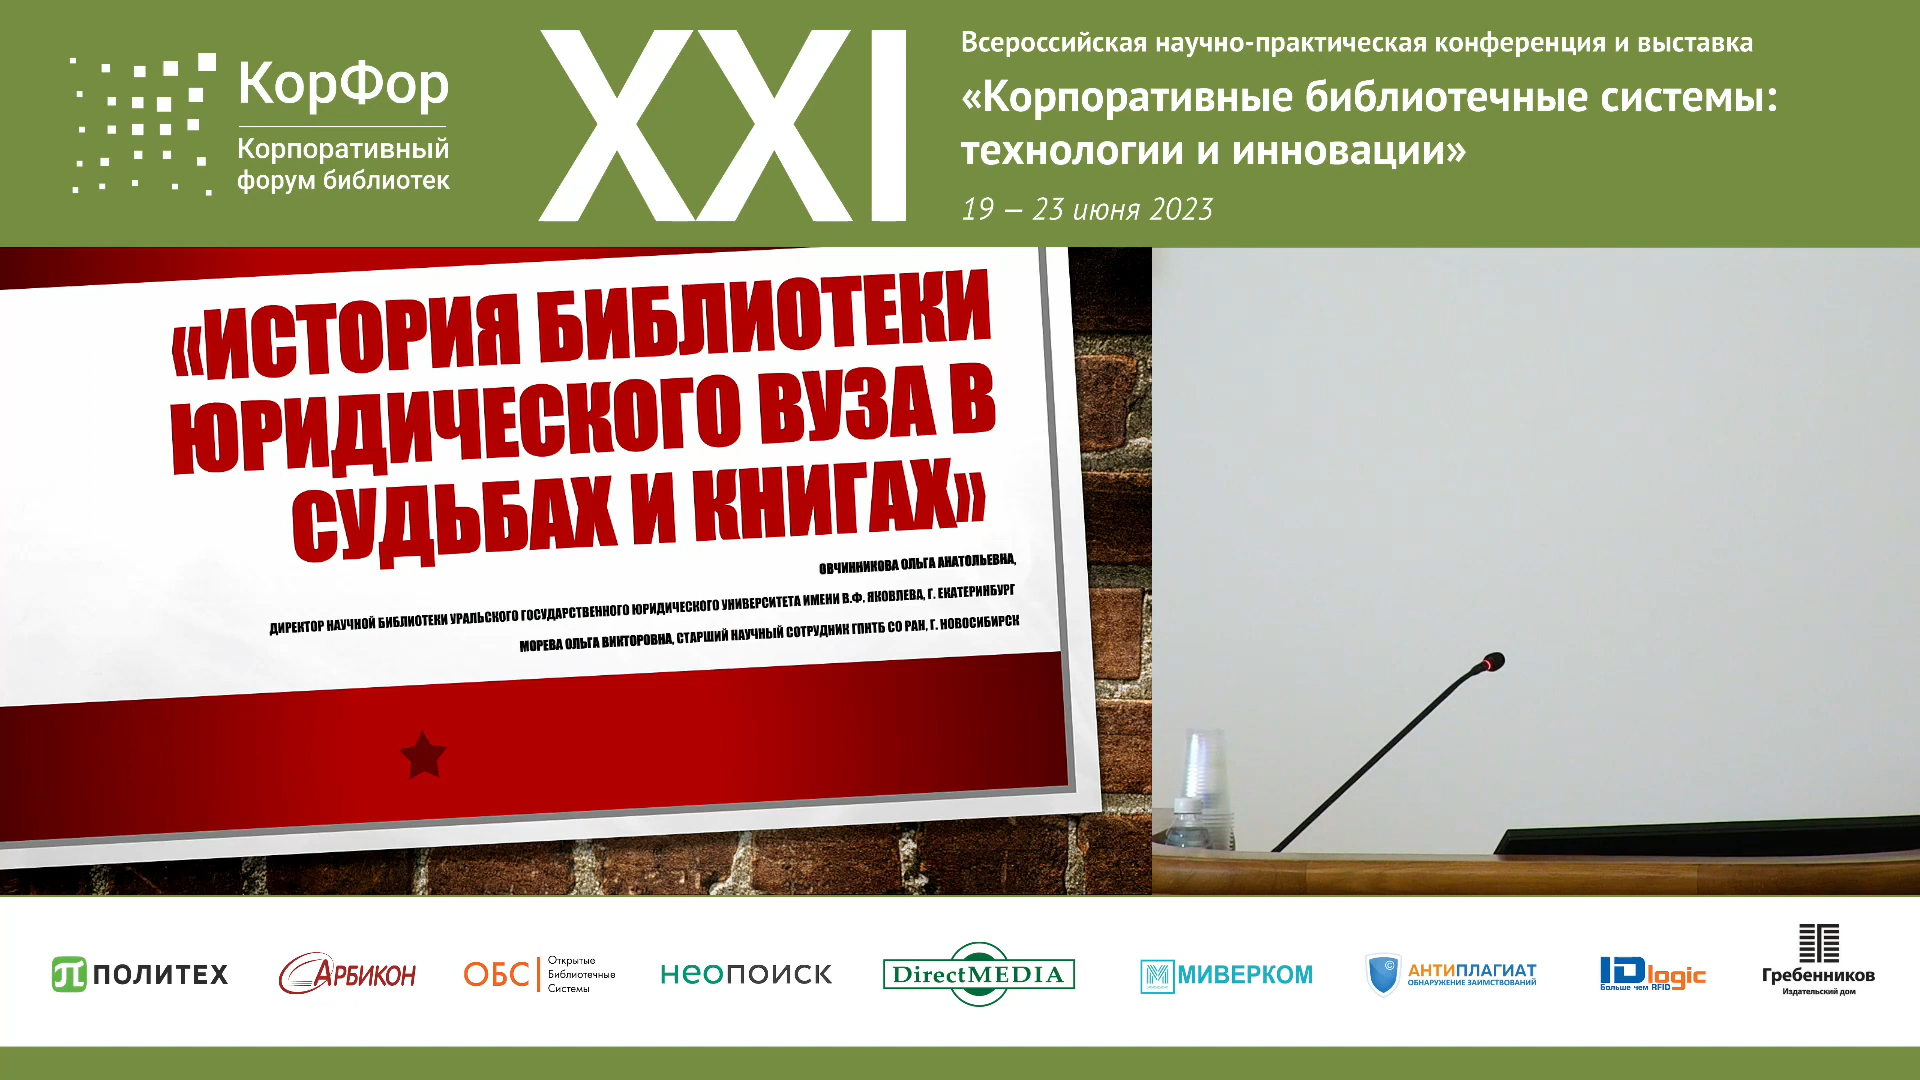 КорФор
Корпоративный
форум библиотек
XXI
Всероссийская научно-практическая конференция и выставка
«Корпоративные библиотечные системы:
технологии и инновации»
19 – 23 июня 2023
«ИСТОРИЯ БИБЛИОТЕКИ
ЮРИДИЧЕСКОГО ВУЗА В
СУДЬБАХ И КНИГАХ»
ОВЧИННИКОВА ОЛЬГА АНАТОЛЬЕВНА,
ДИРЕКТОР НАУЧНОЙ БИБЛИОТЕКИ УРАЛЬСКОГО ГОСУДАРСТВЕННОГО ЮРИДИЧЕСКОГО УНИВЕРСИТЕТА ИМЕНИ В.Ф. ЯКОВЛЕВА, Г. ЕКАТЕРИНБУРГ
МОРЕВА ОЛЬГА ВИКТОРОВНА, СТАРШИЙ НАУЧНЫЙ СОТРУДНИК ГПНТБ СО РАН, Г. НОВОСИБИРСК
ПОЛИТЕХ
АРБИКОН
ОБС
Открытые
Библиотечные
Системы
неопоиск
DirectMEDIA
МИВЕРКОМ
АНТИПЛАГИАТ
ОБНАРУЖЕНИЕ ЗАИМСТВОВАНИЙ
IDlogic
Больше чем RFID
Гребенников
Издательский дом